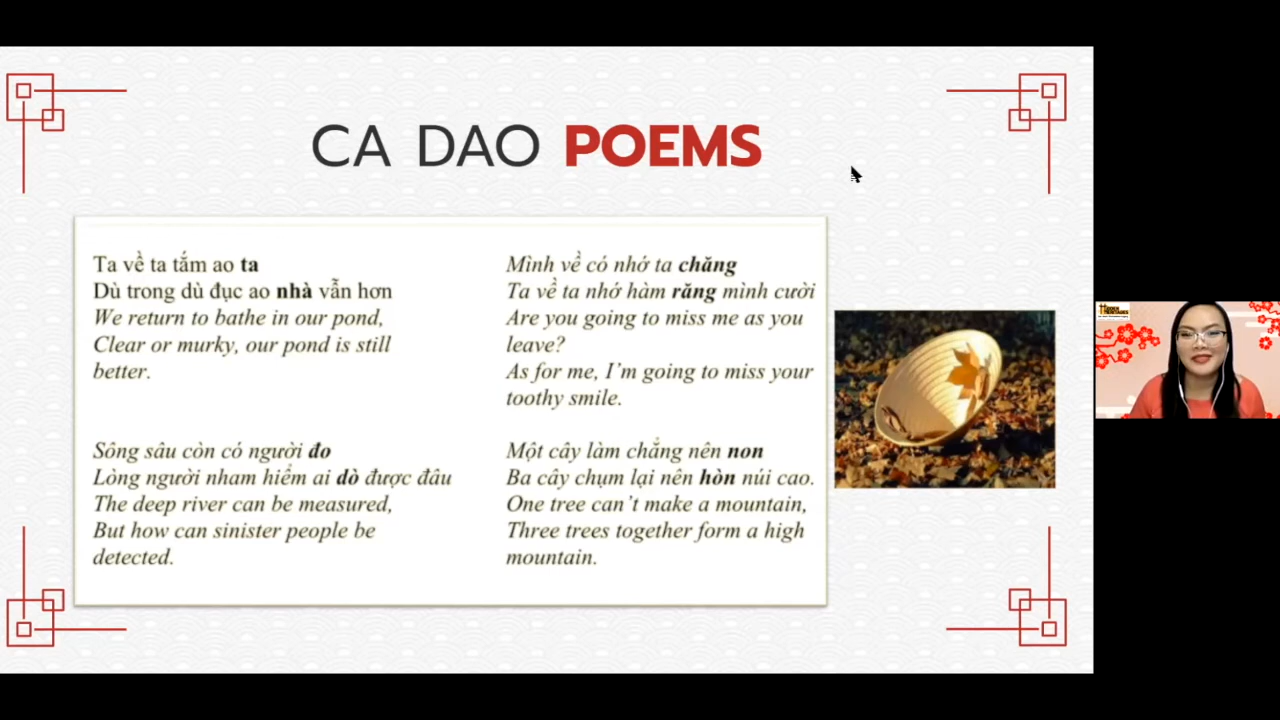 CA DAO POEMS
Ta về ta tắm ao ta
Dù trong dù đục ao nhà vẫn hơn
We return to bathe in our pond,
Clear or murky, our pond is still
better.
Mình về có nhớ ta chăng
Ta về ta nhớ hàm răng mình cười
Are you going to miss me as you
leave?
As for me, I'm going to miss your
toothy smile.
Sông sâu còn có người đo
Lòng người nham hiểm ai dò được đâu
The deep river can be measured,
But how can sinister people be
detected.
Một cây làm chẳng nên non
Ba cây chụm lại nên hòn núi cao.
One tree can't make a mountain,
Three trees together form a high
mountain.